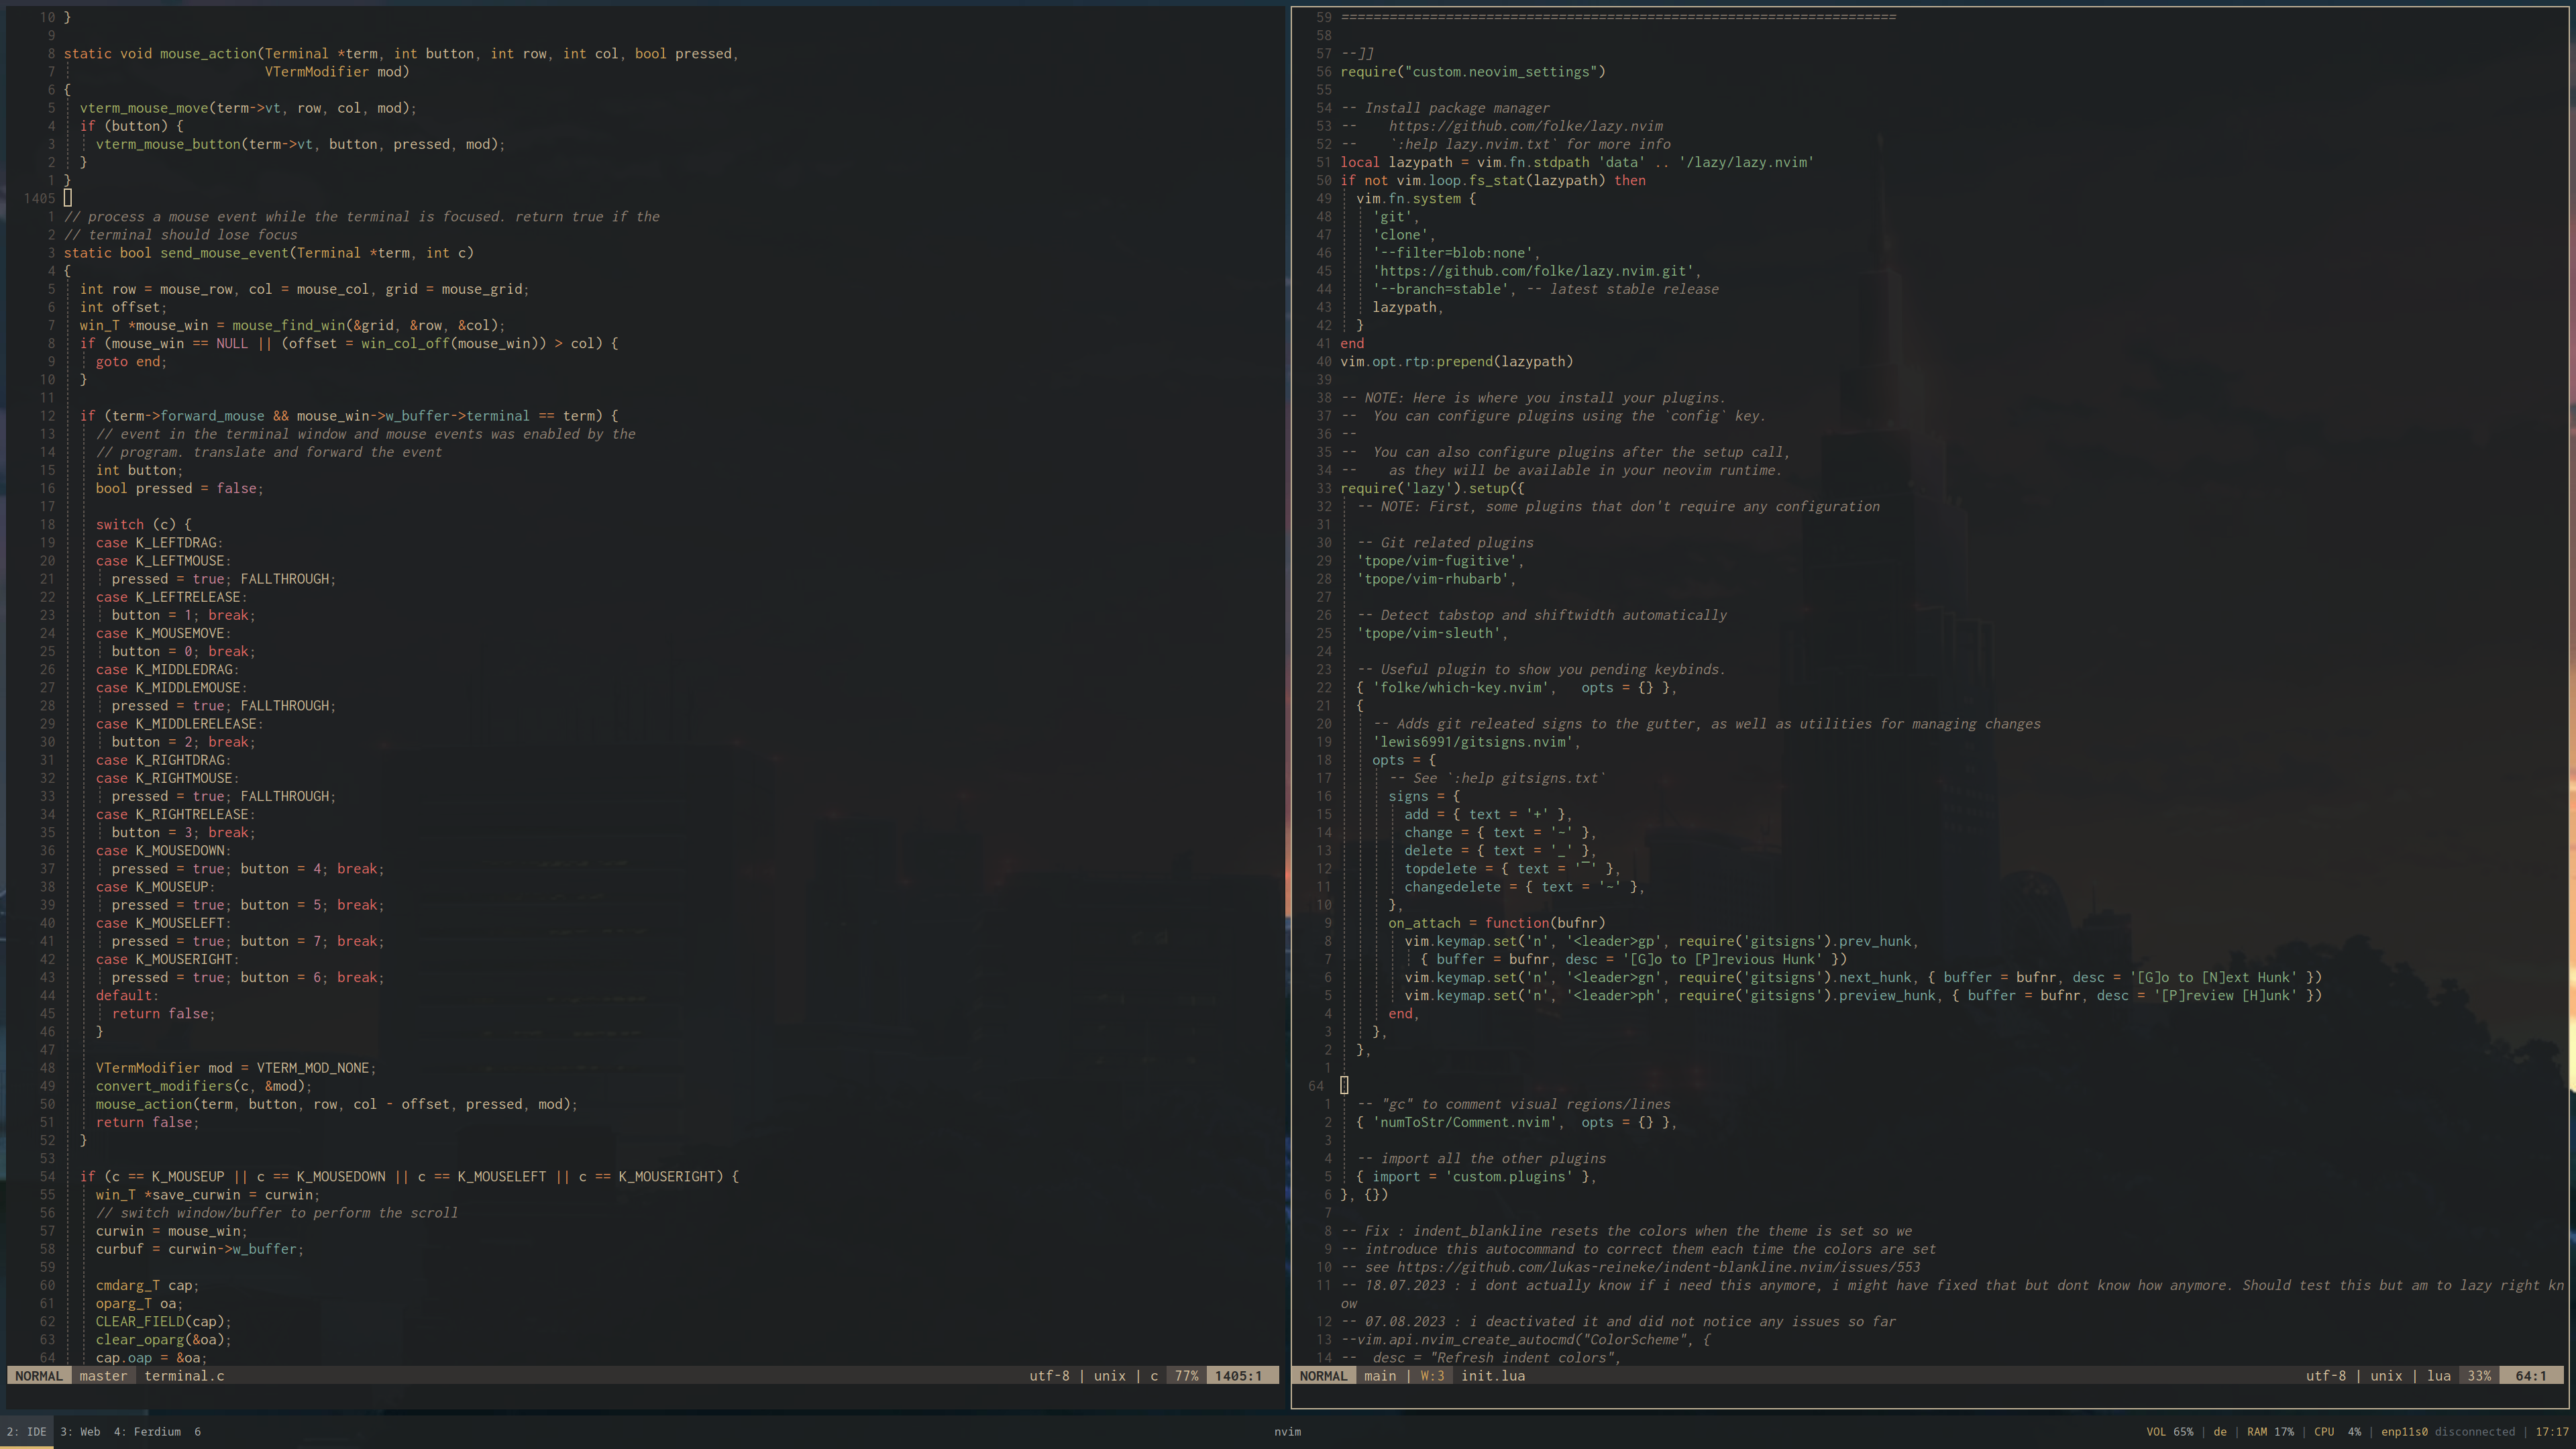 10 }
9
8 static void mouse_action(Terminal *term, int button, int row, int col, bool pressed,
7                          VTermModifier mod)
6 {
5   vterm_mouse_move(term->vt, row, col, mod);
4   if (button) {
3     vterm_mouse_button(term->vt, button, pressed, mod);
2   }
1 }
1405
1 // process a mouse event while the terminal is focused. return true if the
2 // terminal should lose focus
3 static bool send_mouse_event(Terminal *term, int c)
4 {
5   int row = mouse_row, col = mouse_col, grid = mouse_grid;
6   int offset;
7   win_T *mouse_win = mouse_find_win(&grid, &row, &col);
8   if (mouse_win == NULL || (offset = win_col_off(mouse_win)) > col) {
9     goto end;
10   }
11
12   if (term->forward_mouse && mouse_win->w_buffer->terminal == term) {
13     // event in the terminal window and mouse events was enabled by the
14     // program. translate and forward the event
15     int button;
16     bool pressed = false;
17
18     switch (c) {
19     case K_LEFTDRAG:
20     case K_LEFTMOUSE:
21       pressed = true; FALLTHROUGH;
22     case K_LEFTRELEASE:
23       button = 1; break;
24     case K_MOUSEMOVE:
25       button = 0; break;
26     case K_MIDDLEDRAG:
27     case K_MIDDLEMOUSE:
28       pressed = true; FALLTHROUGH;
29     case K_MIDDLERELEASE:
30       button = 2; break;
31     case K_RIGHTDRAG:
32     case K_RIGHTMOUSE:
33       pressed = true; FALLTHROUGH;
34     case K_RIGHTRELEASE:
35       button = 3; break;
36     case K_MOUSEDOWN:
37       pressed = true; button = 4; break;
38     case K_MOUSEUP:
39       pressed = true; button = 5; break;
40     case K_MOUSELEFT:
41       pressed = true; button = 7; break;
42     case K_MOUSERIGHT:
43       pressed = true; button = 6; break;
44     default:
45       return false;
46     }
47
48     VTermModifier mod = VTERM_MOD_NONE;
49     convert_modifiers(c, &mod);
50     mouse_action(term, button, row, col - offset, pressed, mod);
51     return false;
52   }
53
54   if (c == K_MOUSEUP || c == K_MOUSEDOWN || c == K_MOUSELEFT || c == K_MOUSERIGHT) {
55     win_T *save_curwin = curwin;
56     // switch window/buffer to perform the scroll
57     curwin = mouse_win;
58     curbuf = curwin->w_buffer;
59
60     cmdarg_T cap;
61     oparg_T oa;
62     CLEAR_FIELD(cap);
63     clear_oparg(&oa);
64     cap.oap = &oa;
NORMAL master terminal.c utf-8 | unix | c 77% 1405:1
59 =====================================================================
58
57 --]]
56 require("custom.neovim_settings")
55
54 -- Install package manager
53 --    https://github.com/folke/lazy.nvim
52 --    `:help lazy.nvim.txt` for more info
51 local lazypath = vim.fn.stdpath 'data' .. '/lazy/lazy.nvim'
50 if not vim.loop.fs_stat(lazypath) then
49   vim.fn.system {
48     'git',
47     'clone',
46     '--filter=blob:none',
45     'https://github.com/folke/lazy.nvim.git',
44     '--branch=stable', -- latest stable release
43     lazypath,
42   }
41 end
40 vim.opt.rtp:prepend(lazypath)
39
38 -- NOTE: Here is where you install your plugins.
37 --  You can configure plugins using the `config` key.
36 --
35 --  You can also configure plugins after the setup call,
34 --    as they will be available in your neovim runtime.
33 require('lazy').setup({
32   -- NOTE: First, some plugins that don't require any configuration
31
30   -- Git related plugins
29   'tpope/vim-fugitive',
28   'tpope/vim-rhubarb',
27
26   -- Detect tabstop and shiftwidth automatically
25   'tpope/vim-sleuth',
24
23   -- Useful plugin to show you pending keybinds.
22   { 'folke/which-key.nvim',   opts = {} },
21   {
20     -- Adds git releated signs to the gutter, as well as utilities for managing changes
19     'lewis6991/gitsigns.nvim',
18     opts = {
17       -- See `:help gitsigns.txt`
16       signs = {
15         add = { text = '+' },
14         change = { text = '~' },
13         delete = { text = '_' },
12         topdelete = { text = '‾' },
11         changedelete = { text = '~' },
10       },
9       on_attach = function(bufnr)
8         vim.keymap.set('n', '<leader>gp', require('gitsigns').prev_hunk,
7           { buffer = bufnr, desc = '[G]o to [P]revious Hunk' })
6         vim.keymap.set('n', '<leader>gn', require('gitsigns').next_hunk, { buffer = bufnr, desc = '[G]o to [N]ext Hunk' })
5         vim.keymap.set('n', '<leader>ph', require('gitsigns').preview_hunk, { buffer = bufnr, desc = '[P]review [H]unk' })
4       end,
3     },
2   },
1
64
1   -- "gc" to comment visual regions/lines
2   { 'numToStr/Comment.nvim',  opts = {} },
3
4   -- import all the other plugins
5   { import = 'custom.plugins' },
6 }, {})
7
8 -- Fix : indent_blankline resets the colors when the theme is set so we
9 -- introduce this autocommand to correct them each time the colors are set
10 -- see https://github.com/lukas-reineke/indent-blankline.nvim/issues/553
11 -- 18.07.2023 : i dont actually know if i need this anymore, i might have fixed that but dont know how anymore. Should test this but am to lazy right kn
ow
12 -- 07.08.2023 : i deactivated it and did not notice any issues so far
13 --vim.api.nvim_create_autocmd("ColorScheme", {
14 --  desc = "Refresh indent colors",
NORMAL main | W:3 init.lua utf-8 | unix | lua 33% 64:1
2: IDE 3: Web 4: Ferdium 6 nvim VOL 65% | de | RAM 17% | CPU 4% | enp11s0 disconnected | 17:17